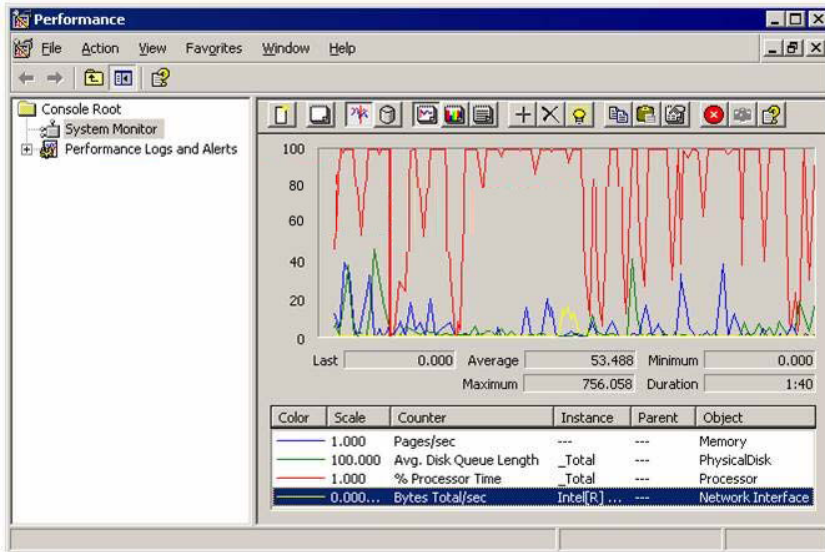 Performance
File Action View Favorites Window Help
Console Root
System Monitor
Performance Logs and Alerts
100
80
60
40
20
0
Last 0.000 Average 53.488 Minimum 0.000
Maximum 756.058 Duration 1:40
Color Scale Counter Instance Parent Object
1.000 Pages/sec --- --- Memory
100.000 Avg. Disk Queue Length _Total --- PhysicalDisk
1.000 % Processor Time _Total --- Processor
0.000... Bytes Total/sec Intel[R] ... --- Network Interface